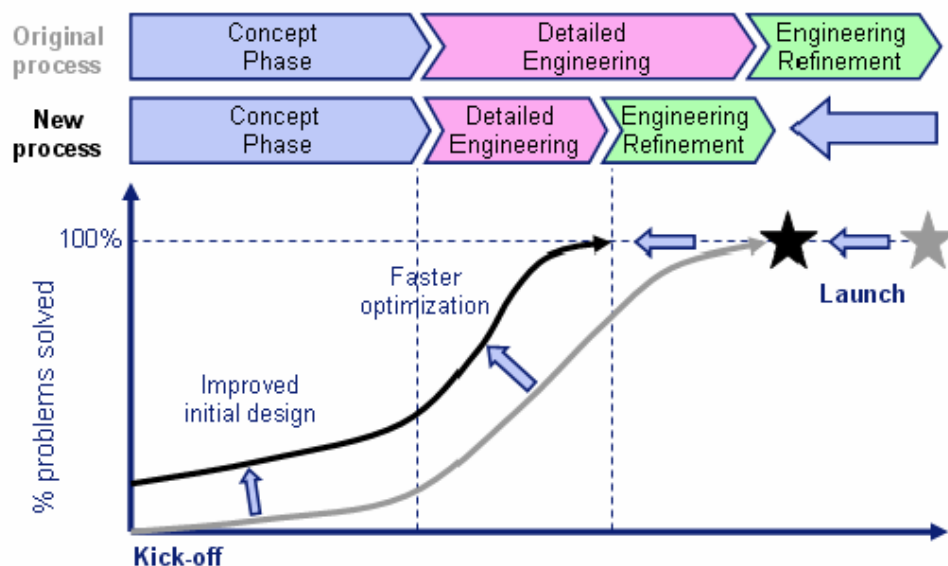 Original
process
Concept
Phase
Detailed
Engineering
Engineering
Refinement
New
process
Concept
Phase
Detailed
Engineering
Engineering
Refinement
% problems solved
100%
Faster
optimization
Launch
Improved
initial design
Kick-off